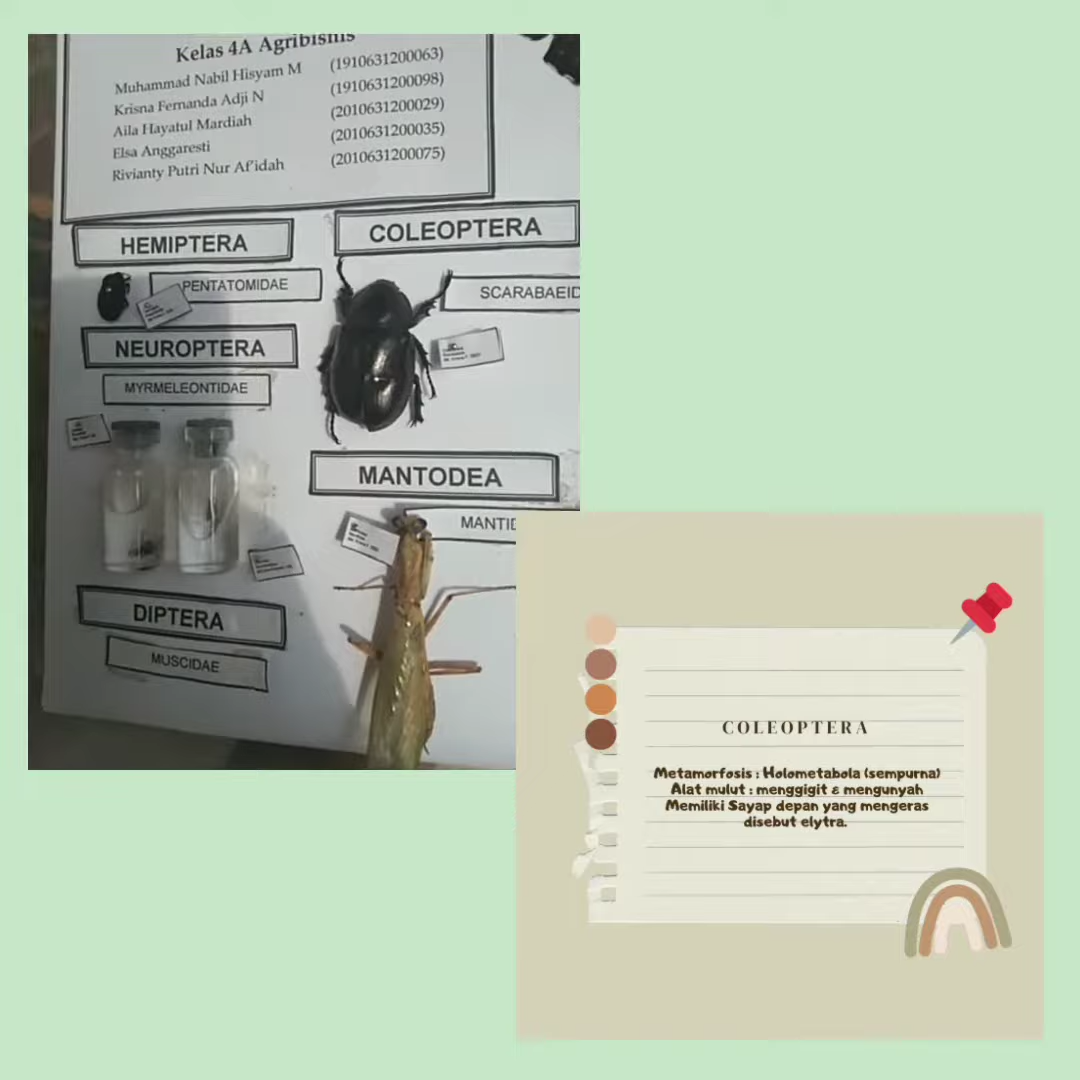 Kelas 4A Agribisnis
Muhammad Nabil Hisyam M (1910631200063)
Krisna Fernanda Adji N (1910631200098)
Aila Hayatul Mardiah (2010631200029)
Elsa Anggaresti (2010631200035)
Rivianty Putri Nur Af'idah (2010631200075)
HEMIPTERA
PENTATOMIDAE
COLEOPTERA
SCARABAEID
NEUROPTERA
MYRMELEONTIDAE
MANTODEA
MANTID
DIPTERA
MUSCIDAE
COLEOPTERA
Metamorfosis : Holometabola (sempurna)
Alat mulut : menggigit & mengunyah
Memiliki Sayap depan yang mengeras
disebut elytra.